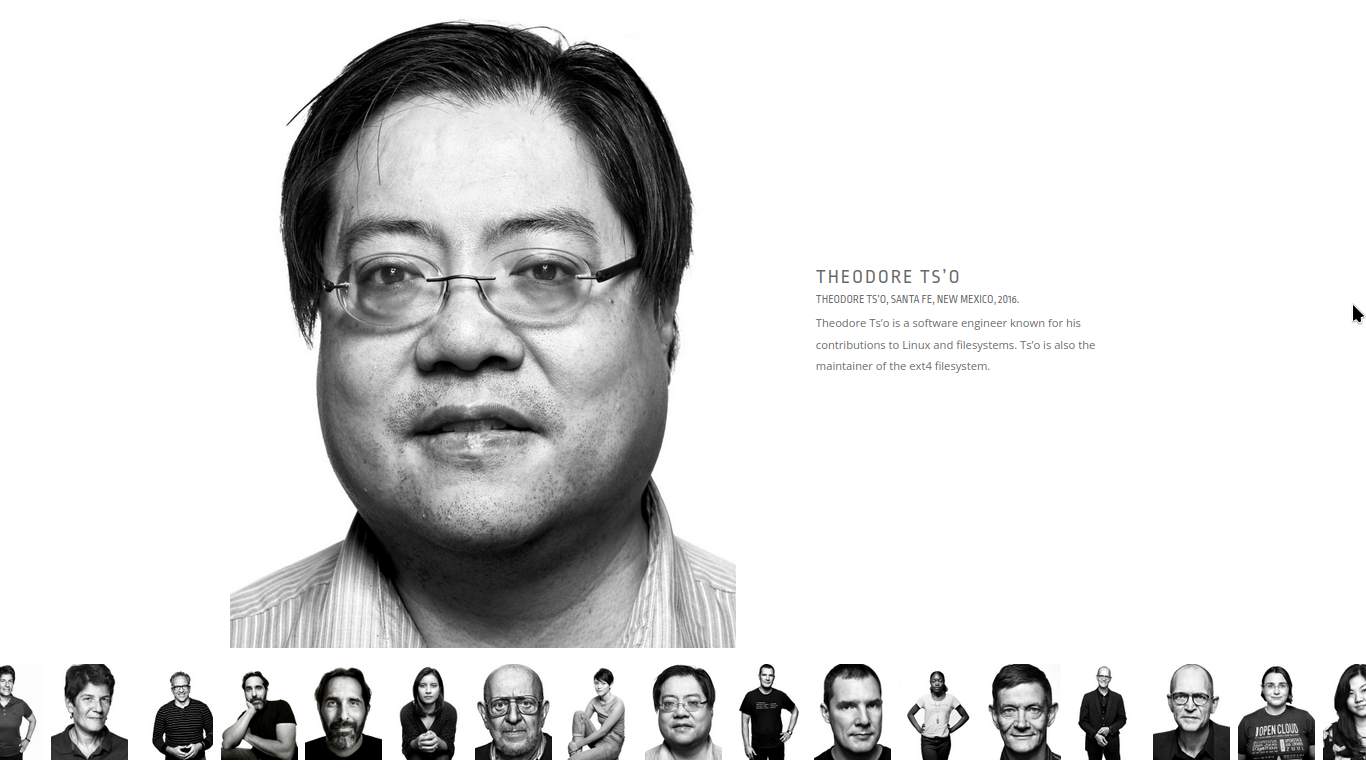 THEODORE TS'O
THEODORE TS'O, SANTA FE, NEW MEXICO, 2016.
Theodore Ts'o is a software engineer known for his
contributions to Linux and filesystems. Ts'o is also the
maintainer of the ext4 filesystem.
OPEN CLOUD